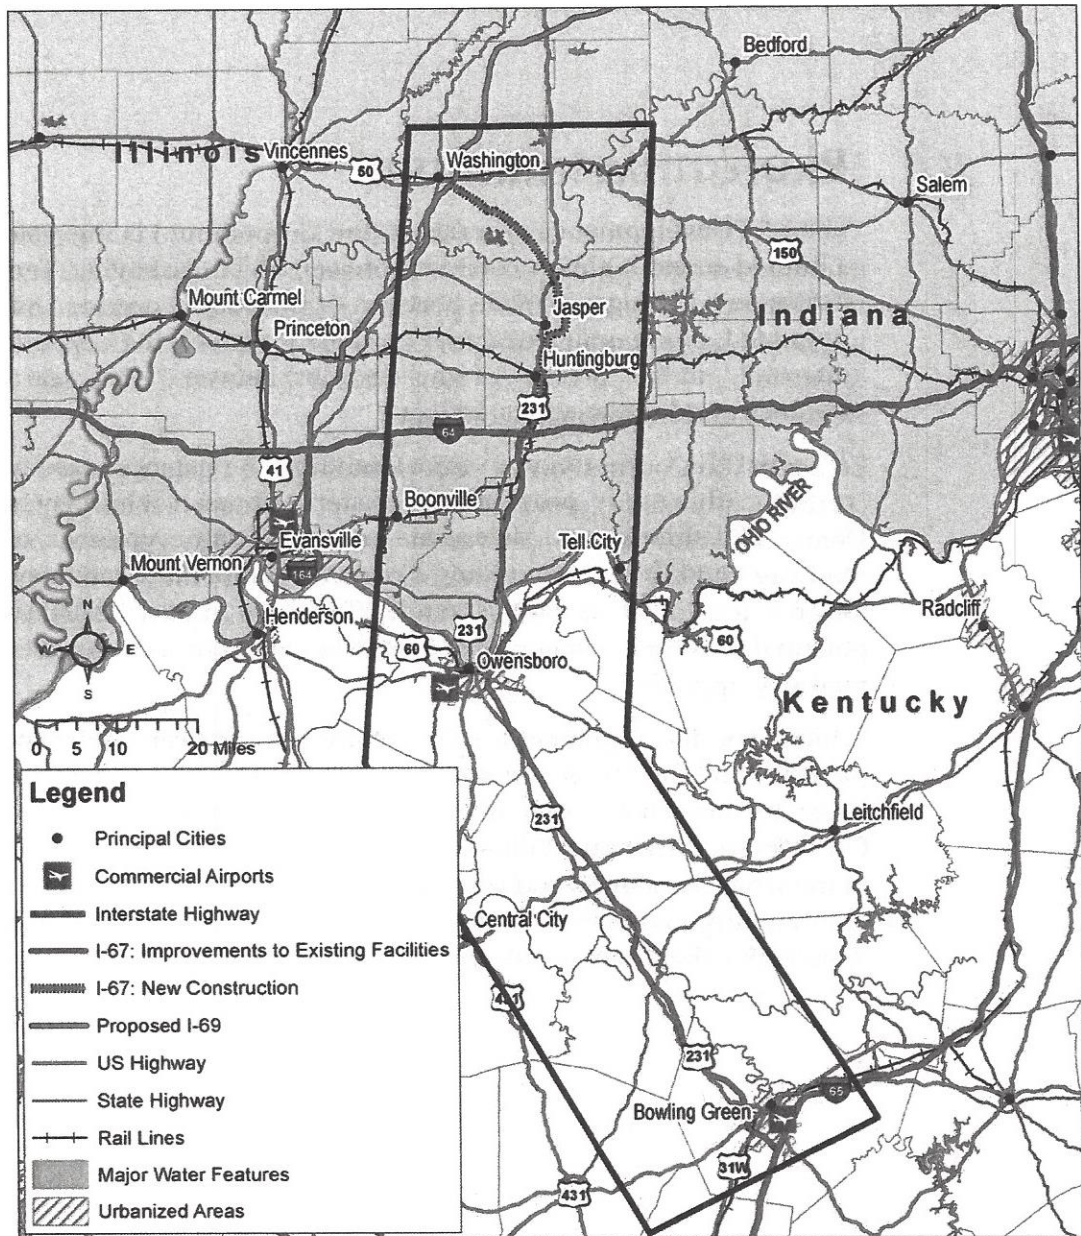 Bedford
Illinois
Vincennes
50
Washington
Salem
150
Mount Carmel
Princeton
Jasper
Indiana
Huntingburg
231
64
41
Boonville
Evansville
164
Mount Vernon
Tell City
OHIO RIVER
Henderson
Radcliff
N
W
E
S
231
60
60
Owensboro
Kentucky
0 5 10 20 Miles
Legend
Principal Cities
Commercial Airports
Interstate Highway
I-67: Improvements to Existing Facilities
I-67: New Construction
Proposed I-69
US Highway
State Highway
Rail Lines
Major Water Features
Urbanized Areas
231
Leitchfield
Central City
431
231
65
Bowling Green
31W
431